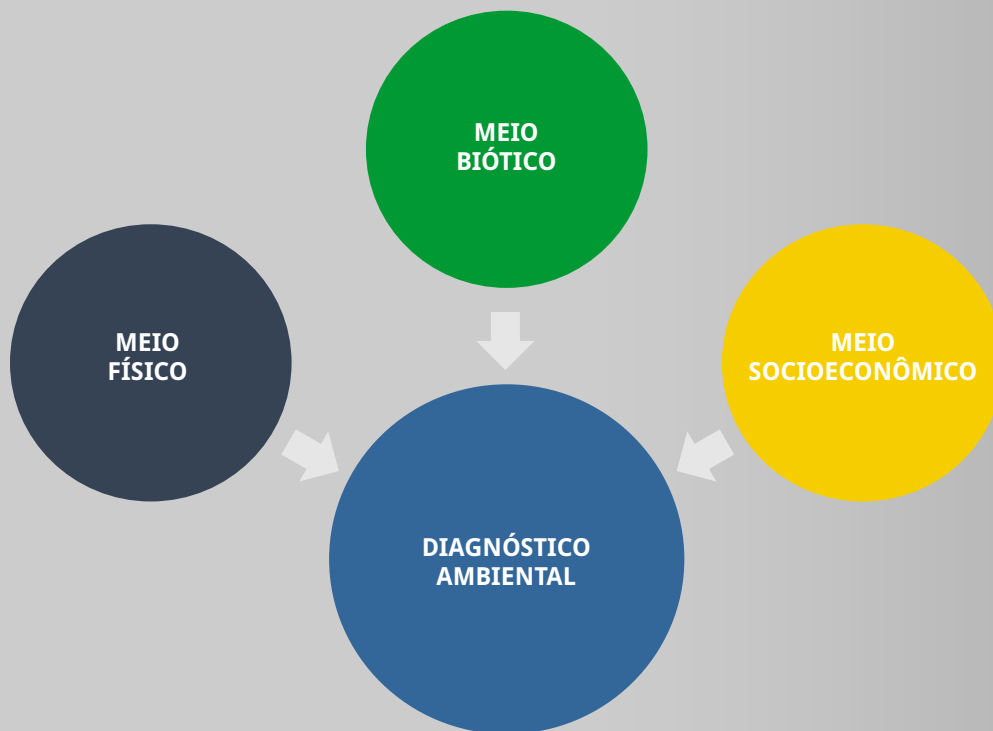 MEIO
BIÓTICO
MEIO
FÍSICO
MEIO
SOCIOECONÔMICO
DIAGNÓSTICO
AMBIENTAL